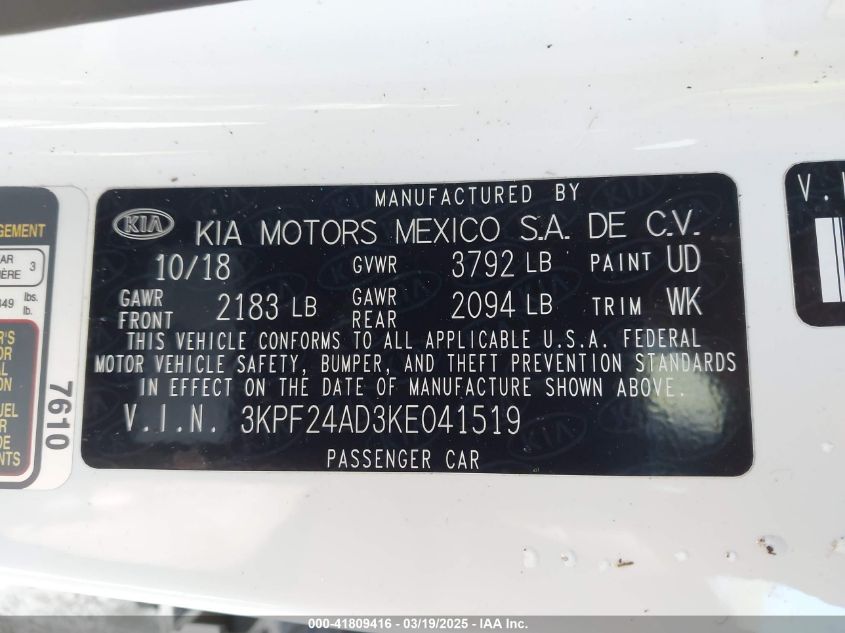 MANUFACTURED BY
KIA KIA MOTORS MEXICO S.A. DE C.V.
10/18 GVWR 3792 LB PAINT UD
GAWR FRONT 2183 LB GAWR REAR 2094 LB TRIM WK
THIS VEHICLE CONFORMS TO ALL APPLICABLE U.S.A. FEDERAL
MOTOR VEHICLE SAFETY, BUMPER, AND THEFT PREVENTION STANDARDS
IN EFFECT ON THE DATE OF MANUFACTURE SHOWN ABOVE.
V.I.N. 3KPF24AD3KE041519
PASSENGER CAR
7610
000-41809416 - 03/19/2025 - IAA Inc.